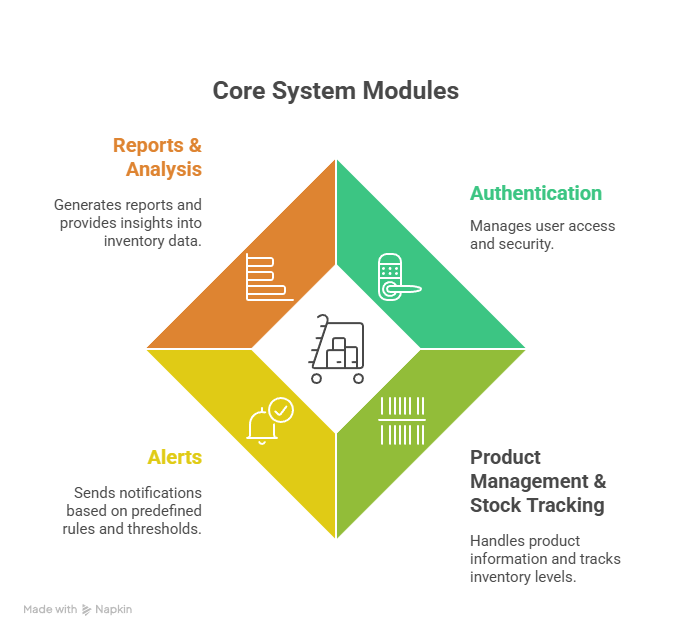 Core System Modules
Reports &
Analysis
Generates reports and
provides insights into
inventory data.
Authentication
Manages user access
and security.
Alerts
Sends notifications
based on predefined
rules and thresholds.
Product
Management &
Stock Tracking
Handles product
information and tracks
inventory levels.
Made with Napkin